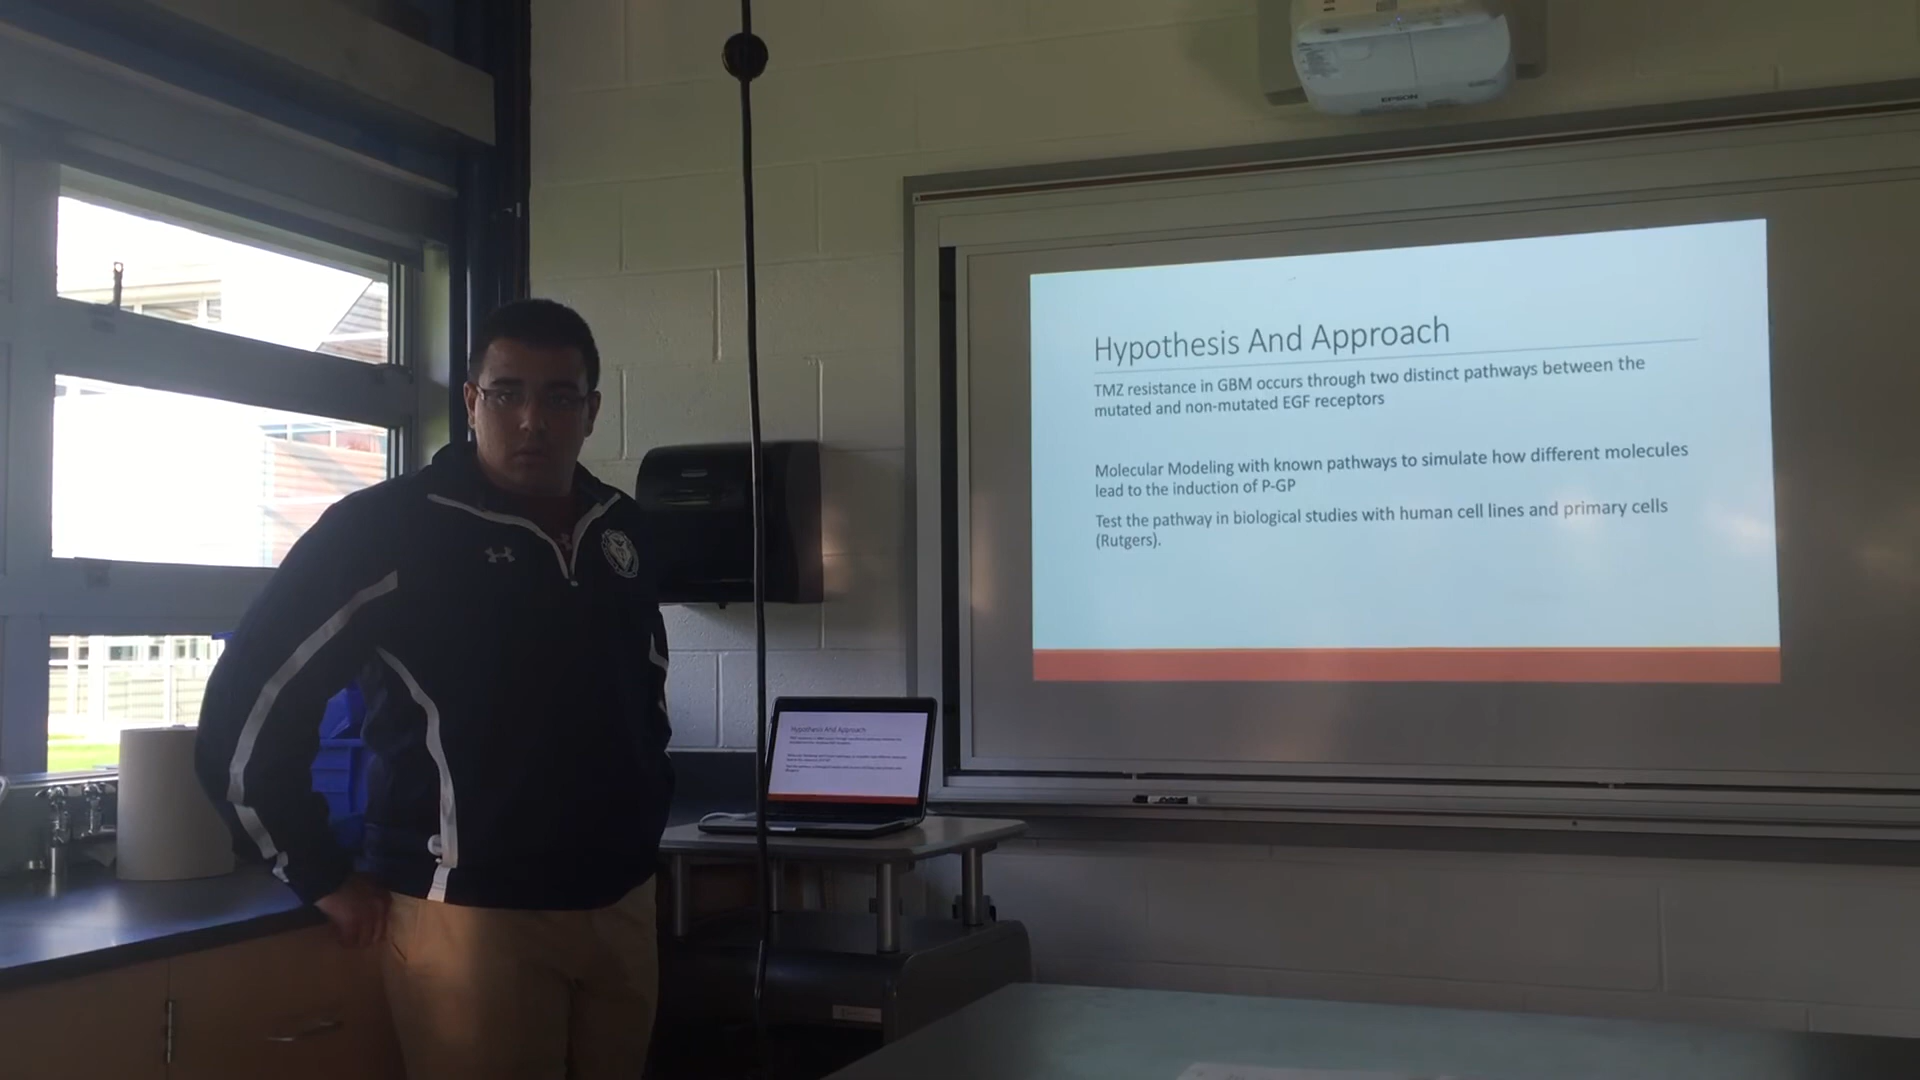 EPSON
Hypothesis And Approach
TMZ resistance in GBM occurs through two distinct pathways between the
mutated and non-mutated EGF receptors
Molecular Modeling with known pathways to simulate how different molecules
lead to the induction of P-GP
Test the pathway in biological studies with human cell lines and primary cells
(Rutgers).
Hypothesis And Approach